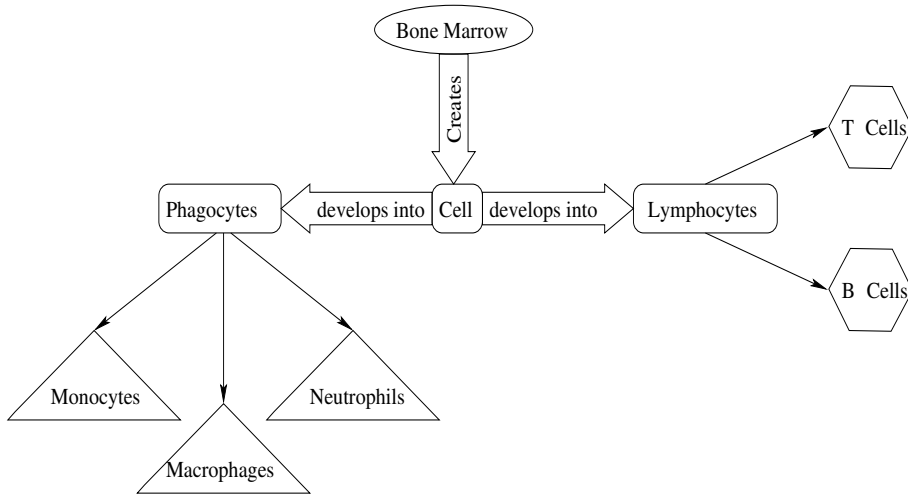 Bone Marrow
Creates
T Cells
Phagocytes
develops into
Cell
develops into
Lymphocytes
B Cells
Monocytes
Neutrophils
Macrophages